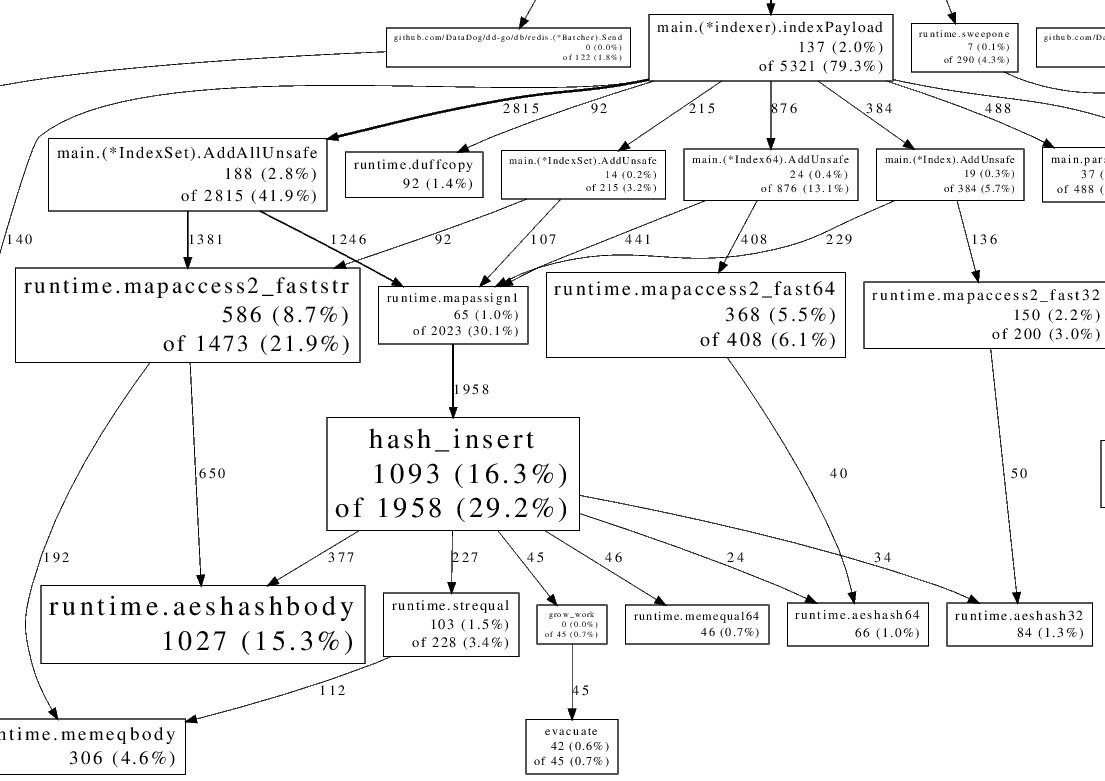 github.com/DataDog/dd-go/db/redis.(*Batcher).Send
0 (0.0%)
of 122 (1.8%)
main.(*indexer).indexPayload
137 (2.0%)
of 5321 (79.3%)
runtime.sweepone
7 (0.1%)
of 290 (4.3%)
github.com/Da
2815
92
215
876
384
488
main.(*IndexSet).AddAllUnsafe
188 (2.8%)
of 2815 (41.9%)
runtime.duffcopy
92 (1.4%)
main.(*IndexSet).AddUnsafe
14 (0.2%)
of 215 (3.2%)
main.(*Index64).AddUnsafe
24 (0.4%)
of 876 (13.1%)
main.(*Index).AddUnsafe
19 (0.3%)
of 384 (5.7%)
main.pars
37 (
of 488 (
140
1381
1246
92
107
441
408
229
136
runtime.mapaccess2_faststr
586 (8.7%)
of 1473 (21.9%)
runtime.mapassign1
65 (1.0%)
of 2023 (30.1%)
runtime.mapaccess2_fast64
368 (5.5%)
of 408 (6.1%)
runtime.mapaccess2_fast32
150 (2.2%)
of 200 (3.0%)
1958
hash_insert
1093 (16.3%)
of 1958 (29.2%)
650
40
50
192
377
227
45
46
24
34
runtime.aeshashbody
1027 (15.3%)
runtime.strequal
103 (1.5%)
of 228 (3.4%)
grow_work
0 (0.0%)
of 45 (0.7%)
runtime.memequal64
46 (0.7%)
runtime.aeshash64
66 (1.0%)
runtime.aeshash32
84 (1.3%)
112
45
ntime.memeqbody
306 (4.6%)
evacuate
42 (0.6%)
of 45 (0.7%)